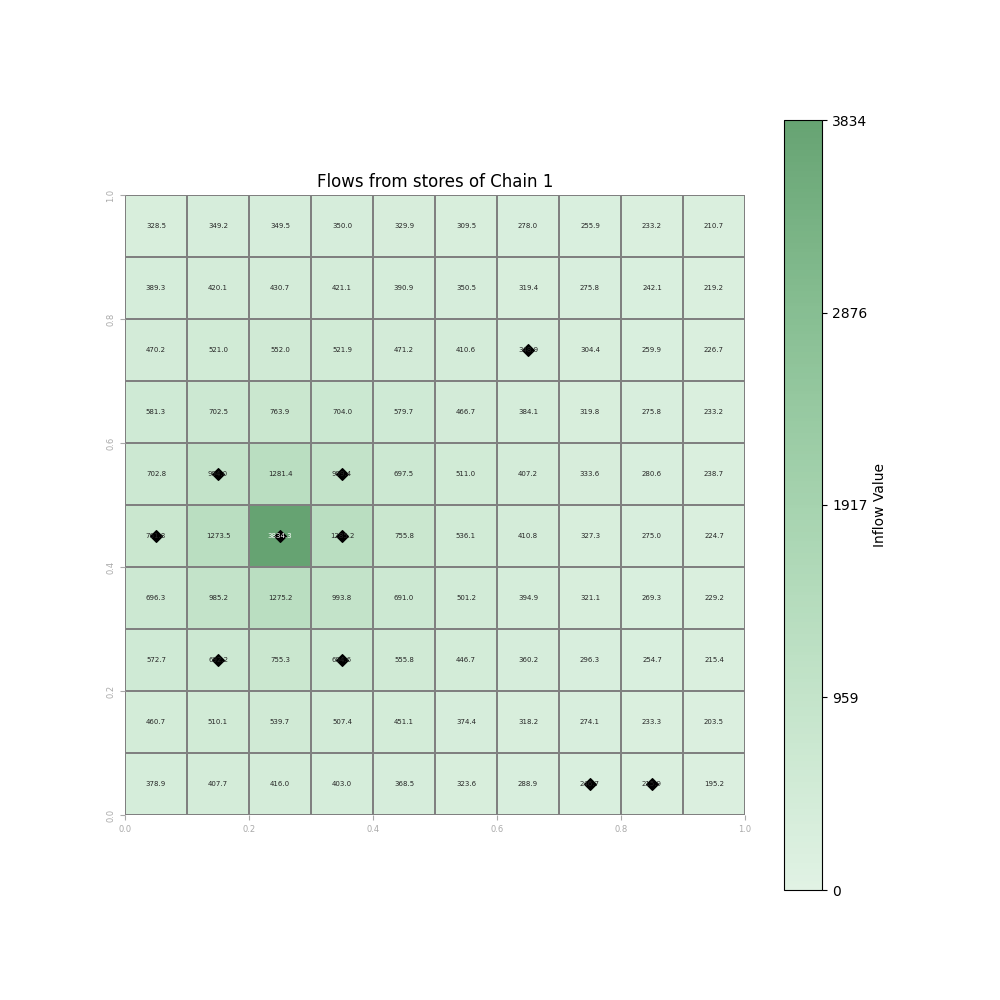 Flows from stores of Chain 1
3834
2876
1917
959
0
Inflow Value
1.0
328.5 349.2 349.5 350.0 329.9 309.5 278.0 255.9 233.2 210.7
389.3 420.1 430.7 421.1 390.9 350.5 319.4 275.8 242.1 219.2
0.8
470.2 521.0 552.0 521.9 471.2 410.6 304.4 259.9 226.7
581.3 702.5 763.9 704.0 579.7 466.7 384.1 319.8 275.8 233.2
0.6
702.8 1281.4 697.5 511.0 407.2 333.6 280.6 238.7
1273.5 755.8 536.1 410.8 327.3 275.0 224.7
0.4
696.3 985.2 1275.2 993.8 691.0 501.2 394.9 321.1 269.3 229.2
572.7 755.3 555.8 446.7 360.2 296.3 254.7 215.4
0.2
460.7 510.1 539.7 507.4 451.1 374.4 318.2 274.1 233.3 203.5
378.9 407.7 416.0 403.0 368.5 323.6 288.9 195.2
0.0
0.0 0.2 0.4 0.6 0.8 1.0